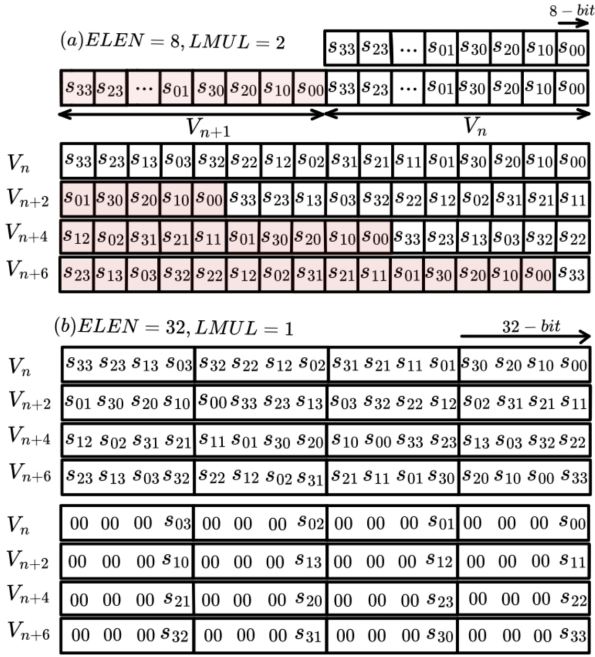 8-bit
(a)ELEN = 8, LMUL = 2
s33 s23 ... s01 s30 s20 s10 s00
s33 s23 ... s01 s30 s20 s10 s00 s33 s23 ... s01 s30 s20 s10 s00
Vn+1 Vn
Vn s33 s23 s13 s03 s32 s22 s12 s02 s31 s21 s11 s01 s30 s20 s10 s00
Vn+2 s01 s30 s20 s10 s00 s33 s23 s13 s03 s32 s22 s12 s02 s31 s21 s11
Vn+4 s12 s02 s31 s21 s11 s01 s30 s20 s10 s00 s33 s23 s13 s03 s32 s22
Vn+6 s23 s13 s03 s32 s22 s12 s02 s31 s21 s11 s01 s30 s20 s10 s00 s33
(b)ELEN = 32, LMUL = 1 32-bit
Vn s33 s23 s13 s03 s32 s22 s12 s02 s31 s21 s11 s01 s30 s20 s10 s00
Vn+2 s01 s30 s20 s10 s00 s33 s23 s13 s03 s32 s22 s12 s02 s31 s21 s11
Vn+4 s12 s02 s31 s21 s11 s01 s30 s20 s10 s00 s33 s23 s13 s03 s32 s22
Vn+6 s23 s13 s03 s32 s22 s12 s02 s31 s21 s11 s01 s30 s20 s10 s00 s33
Vn 00 00 00 s03 00 00 00 s02 00 00 00 s01 00 00 00 s00
Vn+2 00 00 00 s10 00 00 00 s13 00 00 00 s12 00 00 00 s11
Vn+4 00 00 00 s21 00 00 00 s20 00 00 00 s23 00 00 00 s22
Vn+6 00 00 00 s32 00 00 00 s31 00 00 00 s30 00 00 00 s33